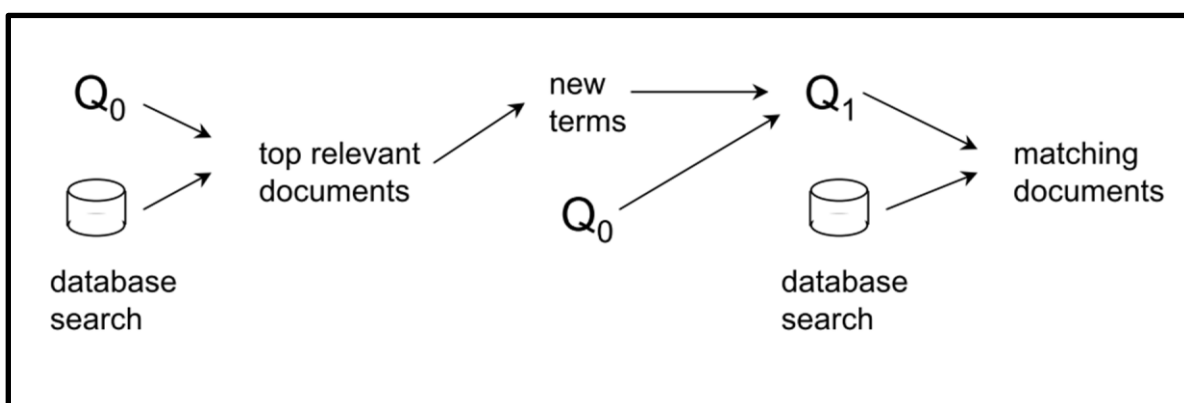 Q₀
database
search
top relevant
documents
new
terms
Q₀
Q₁
database
search
matching
documents